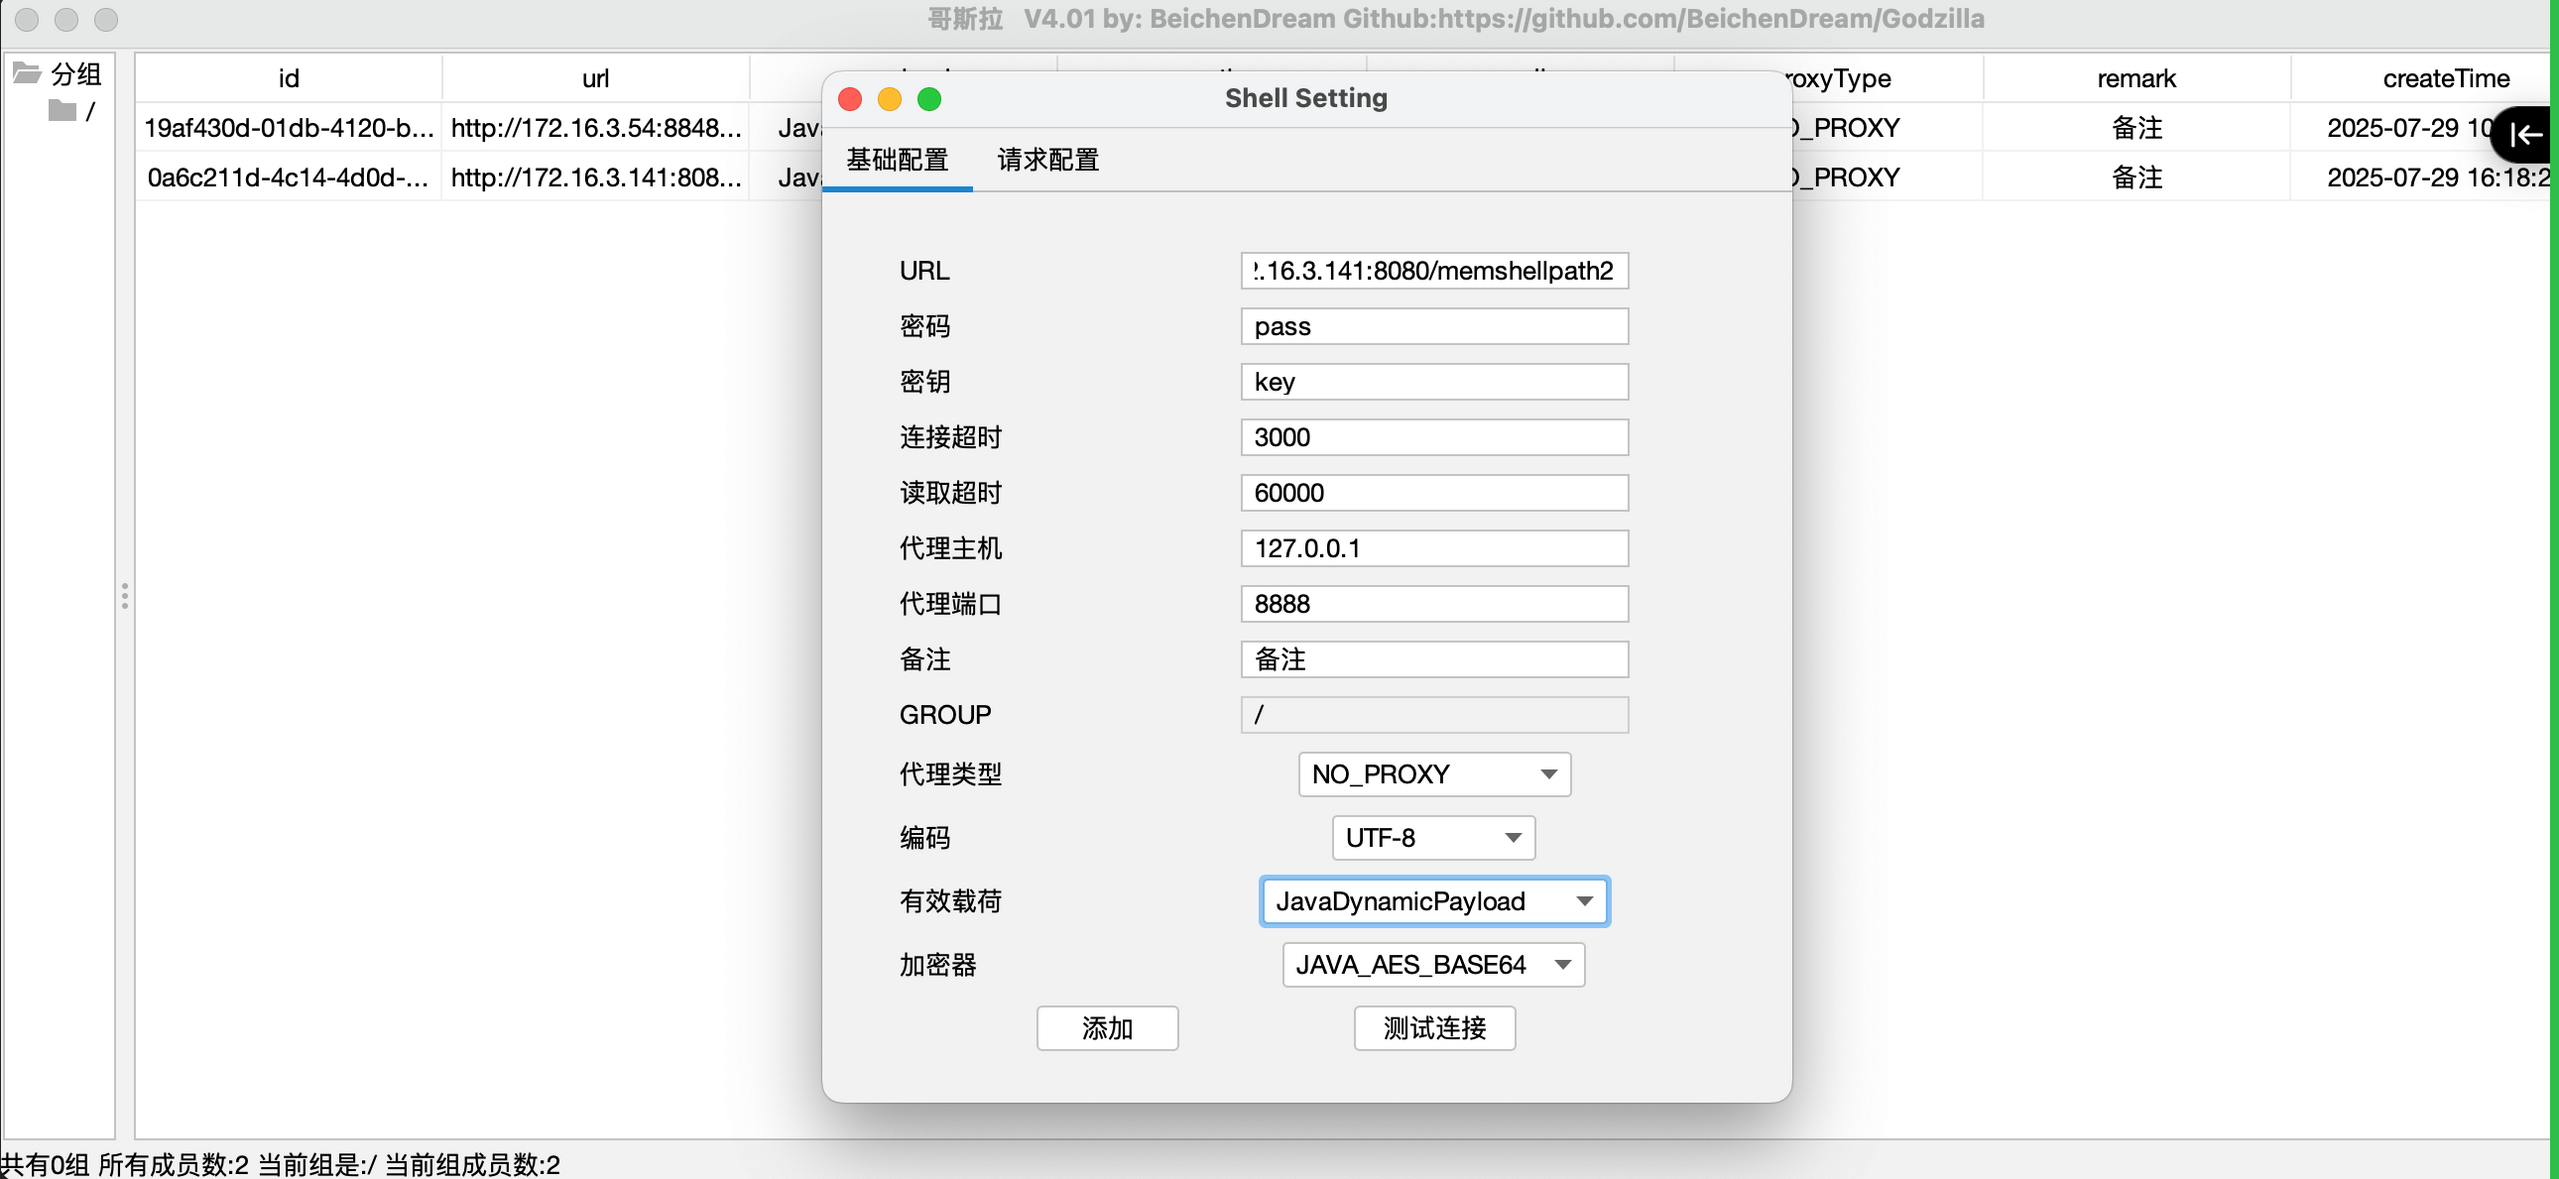 哥斯拉 V4.01 by: BeichenDream Github:https://github.com/BeichenDream/Godzilla
分组
/
id url roxyType remark createTime
19af430d-01db-4120-b... http://172.16.3.54:8848... Jav _PROXY 备注 2025-07-29 10
0a6c211d-4c14-4d0d-... http://172.16.3.141:808... Jav _PROXY 备注 2025-07-29 16:18:2
Shell Setting
基础配置 请求配置
URL .16.3.141:8080/memshellpath2
密码 pass
密钥 key
连接超时 3000
读取超时 60000
代理主机 127.0.0.1
代理端口 8888
备注 备注
GROUP /
代理类型 NO_PROXY
编码 UTF-8
有效载荷 JavaDynamicPayload
加密器 JAVA_AES_BASE64
添加 测试连接
共有0组 所有成员数:2 当前组是:/ 当前组成员数:2